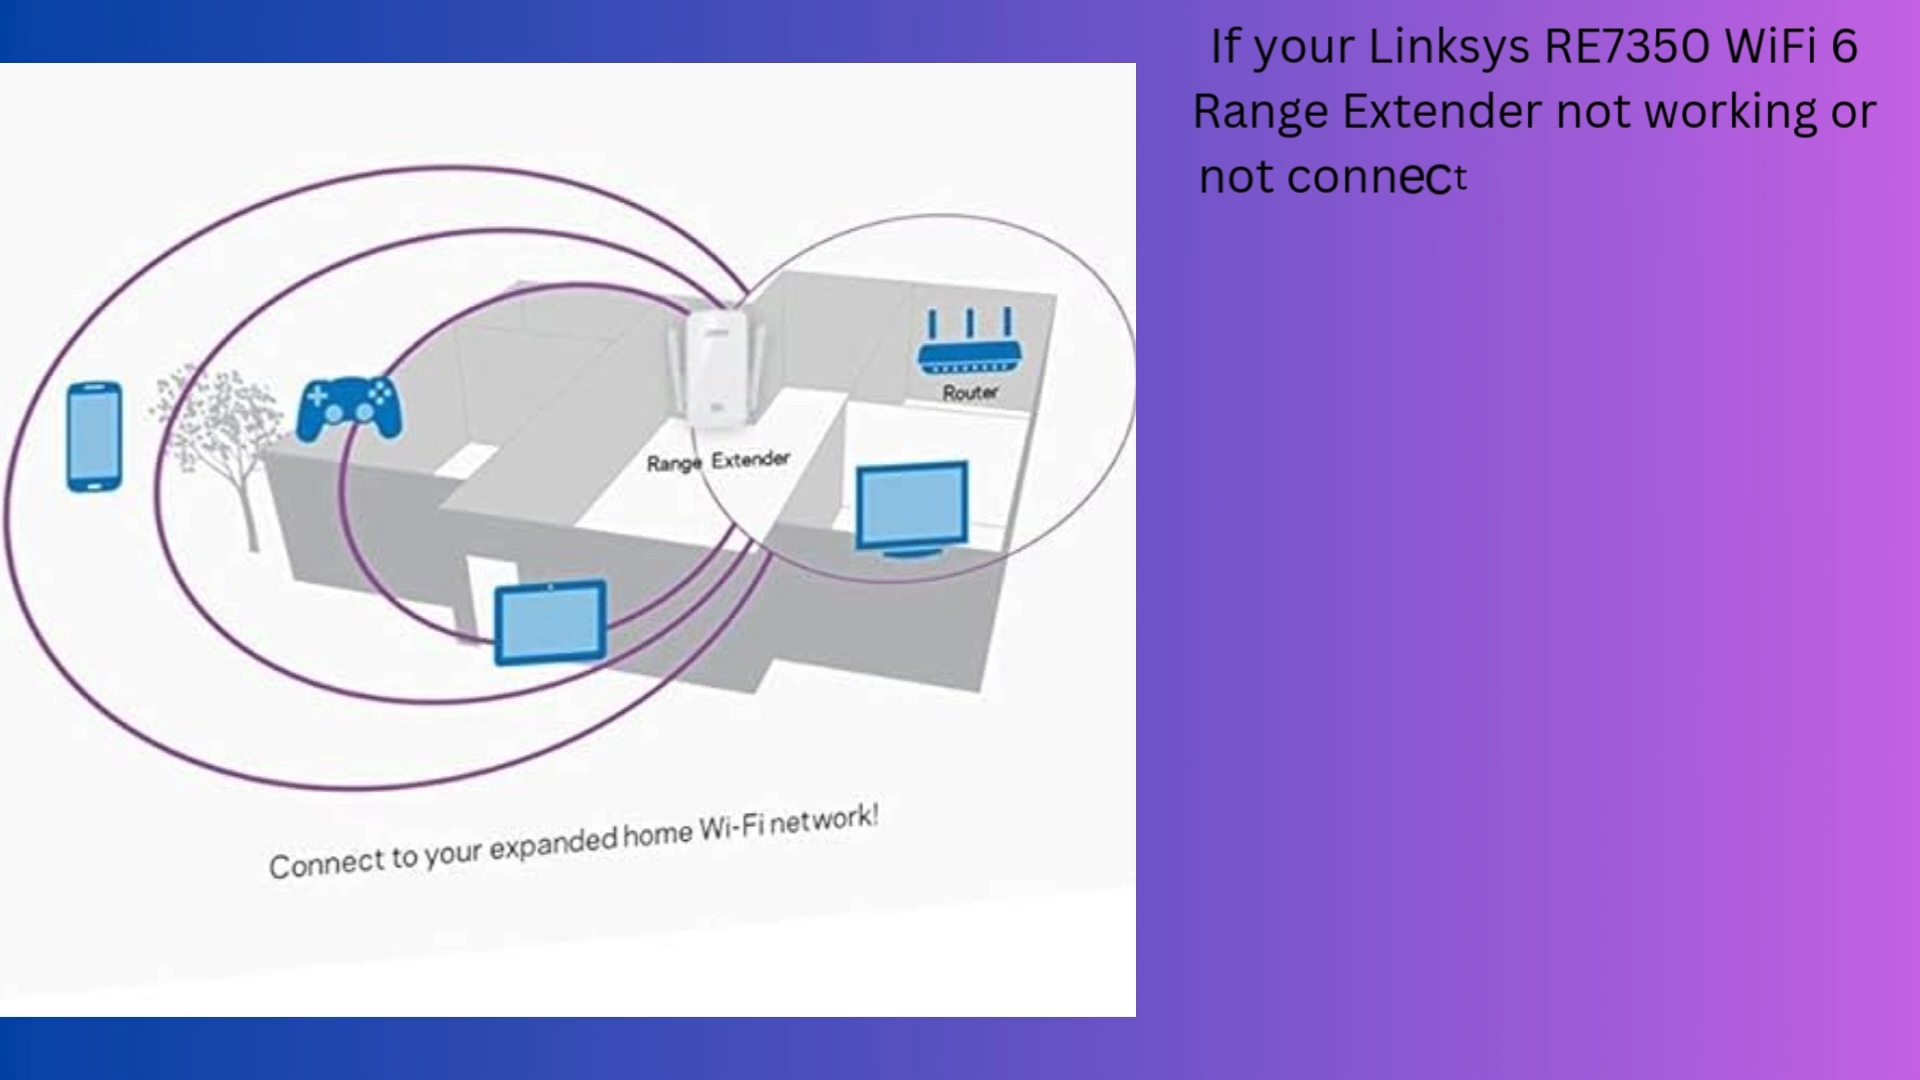 If your Linksys RE7350 WiFi 6
Range Extender not working or
not connect
Router
Range Extender
Connect to your expanded home Wi-Fi network!